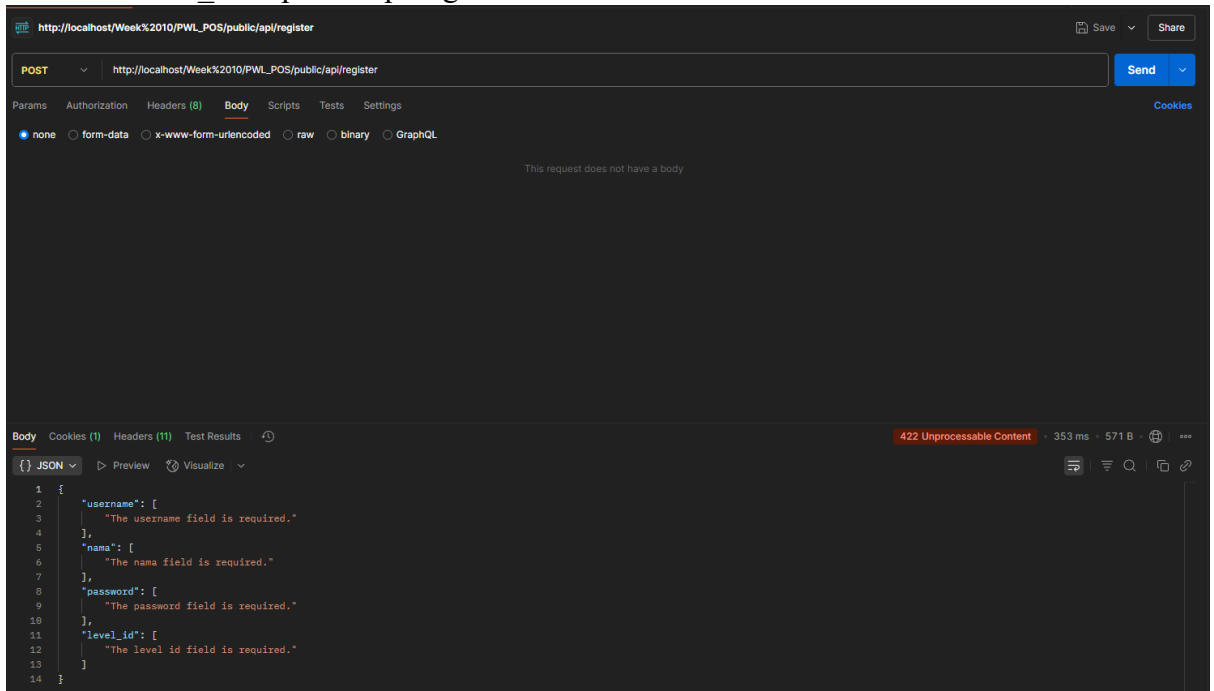 http://localhost/Week%2010/PWL_POS/public/api/register
Save
Share
POST
http://localhost/Week%2010/PWL_POS/public/api/register
Send
Params Authorization Headers (8) Body Scripts Tests Settings
Cookies
none form-data x-www-form-urlencoded raw binary GraphQL
This request does not have a body
Body Cookies (1) Headers (11) Test Results
422 Unprocessable Content 353 ms 571 B
{} JSON Preview Visualize
1 {
2 "username": [
3 "The username field is required."
4 ],
5 "nama": [
6 "The nama field is required."
7 ],
8 "password": [
9 "The password field is required."
10 ],
11 "level_id": [
12 "The level id field is required."
13 ]
14 }